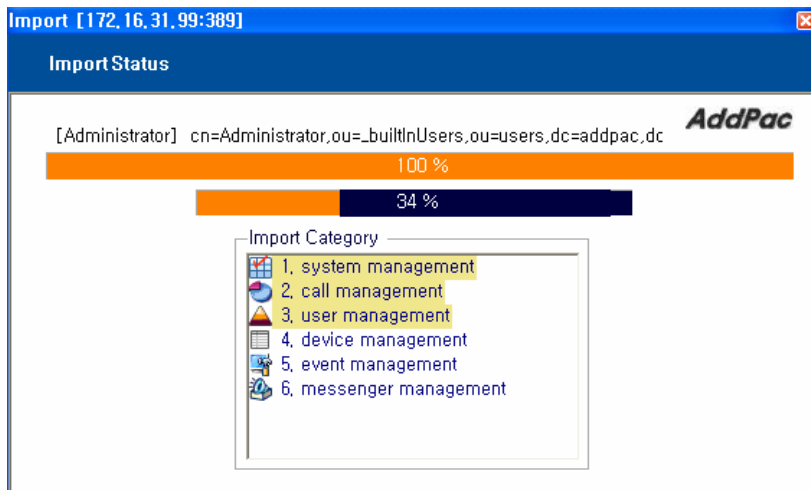 Import [172,16,31,99:389]
Import Status
AddPac
[Administrator] cn=Administrator,ou=_builtInUsers,ou=users,dc=addpac,dc
100 %
34 %
Import Category
1, system management
2, call management
3, user management
4, device management
5, event management
6, messenger management